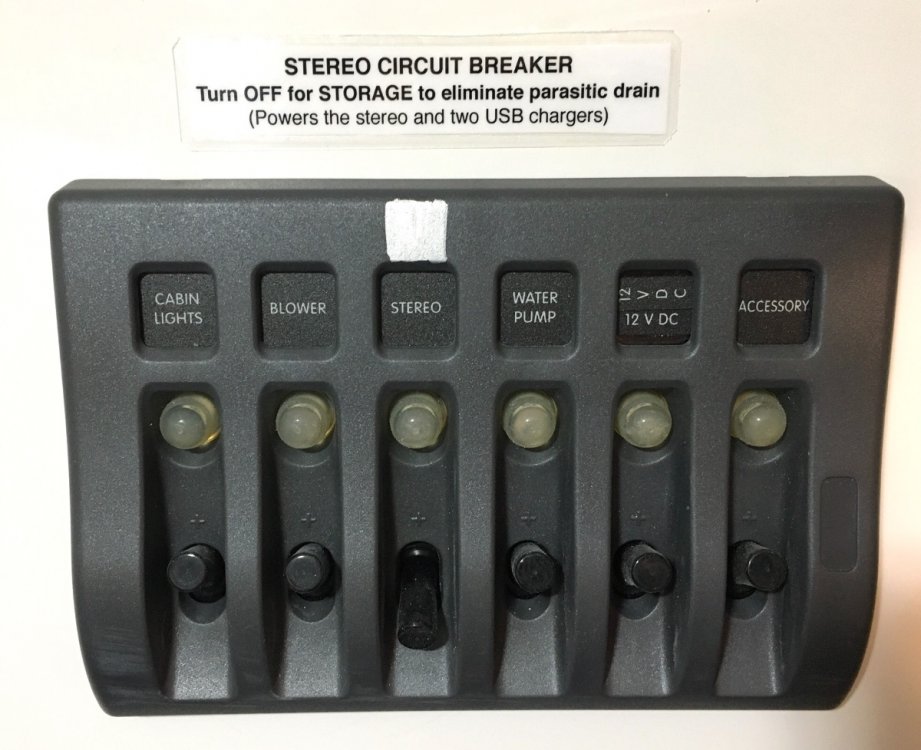 STEREO CIRCUIT BREAKER
Turn OFF for STORAGE to eliminate parasitic drain
(Powers the stereo and two USB chargers)
CABIN
LIGHTS
BLOWER
STEREO
WATER
PUMP
12 V D C
12 V DC
ACCESSORY
+ + + + + +